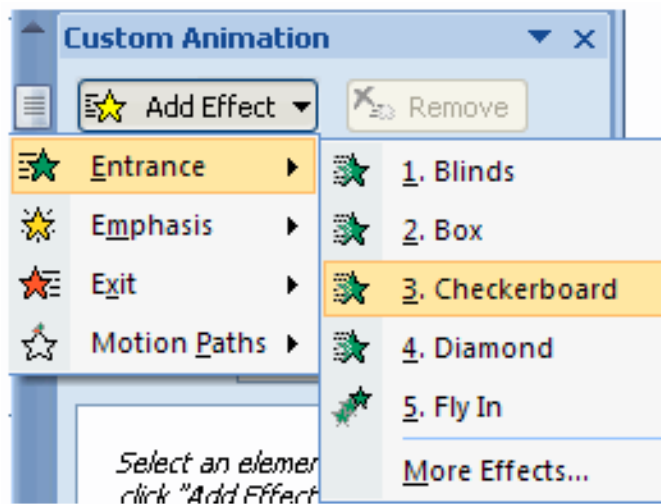 Custom Animation
Add Effect
Remove
Entrance
Emphasis
Exit
Motion Paths
1. Blinds
2. Box
3. Checkerboard
4. Diamond
5. Fly In
More Effects...
Select an
click "Add Effect